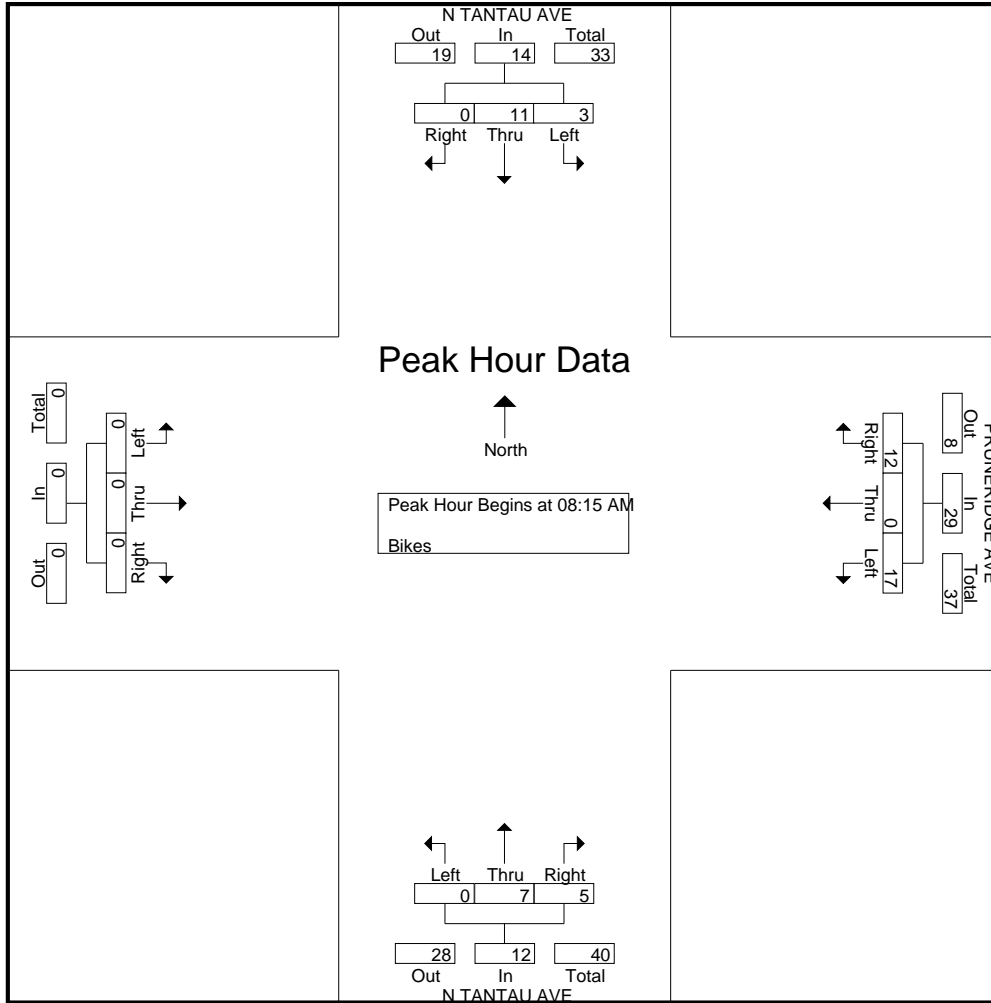 N TANTAU AVE
Out In Total
19 14 33
0 11 3
Right Thru Left
Peak Hour Data
North
Peak Hour Begins at 08:15 AM
Bikes
Total In Out
0 0 0
0 0 0
Left Thru Right
Right Thru Left
12 0 17
8 29 37
Out In Total
PRUNERIDGE AVE
Left Thru Right
0 7 5
28 12 40
Out In Total
N TANTAU AVE